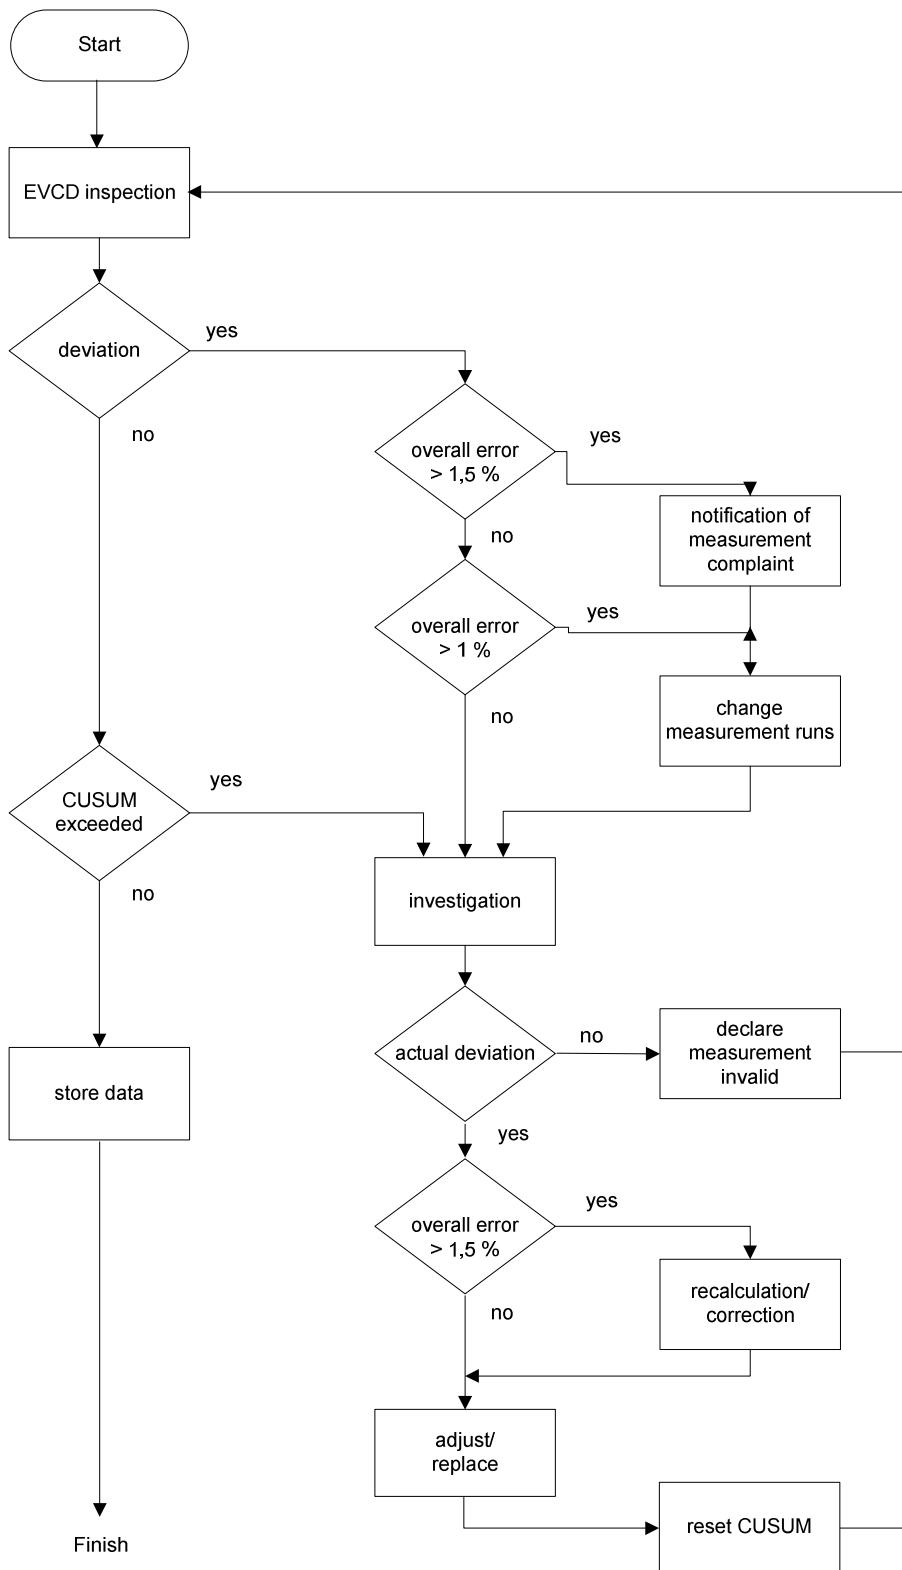 Start
EVCD inspection
yes
deviation
no
yes
overall error
> 1,5 %
notification of
measurement
complaint
no
yes
overall error
> 1 %
no
change
measurement runs
yes
CUSUM
exceeded
no
investigation
no
declare
measurement
invalid
actual deviation
store data
yes
yes
overall error
> 1,5 %
recalculation/
correction
no
adjust/
replace
reset CUSUM
Finish